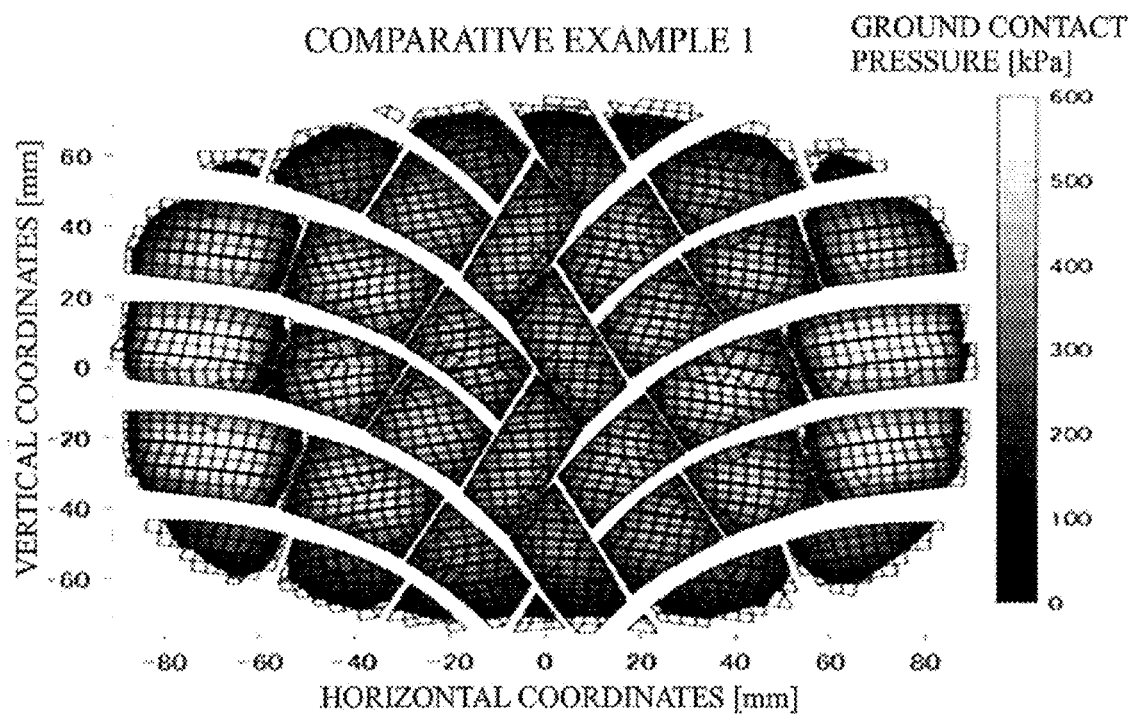 COMPARATIVE EXAMPLE 1
GROUND CONTACT
PRESSURE [kPa]
600
500
400
300
200
100
0
VERTICAL COORDINATES [mm]
60
40
20
0
-20
-40
-60
-80 -60 -40 -20 0 20 40 60 80
HORIZONTAL COORDINATES [mm]